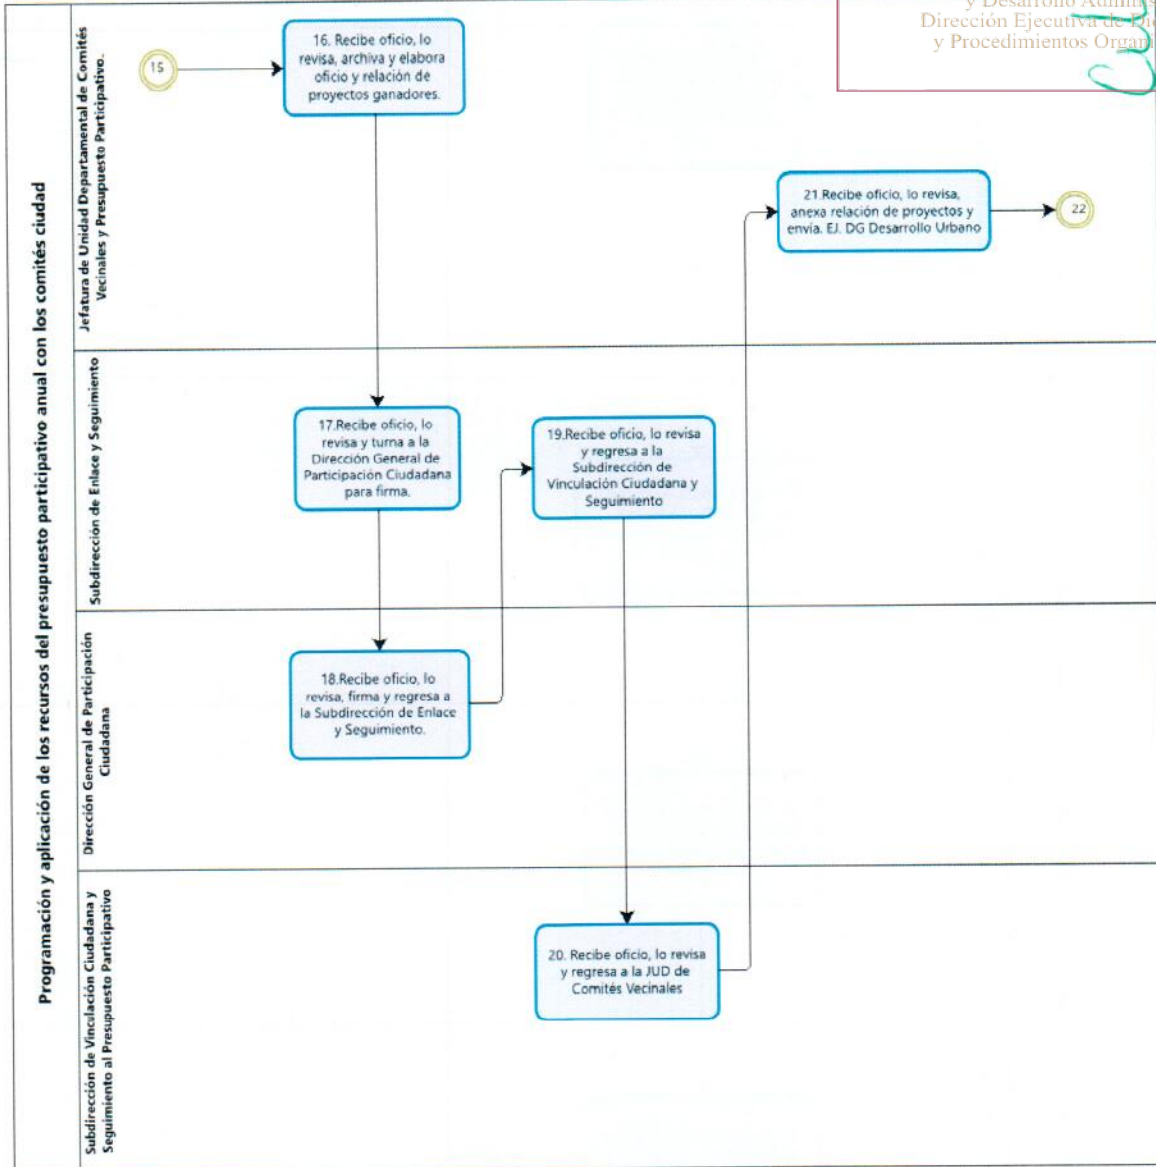 y Desarrollo
Dirección Ejecutiva de
y Procedimientos
Programación y aplicación de los recursos del presupuesto participativo anual con los comités ciudad
Jefatura de Unidad Departamental de Comités
Vecinales y Presupuesto Participativo.
15
16. Recibe oficio, lo
revisa, archiva y elabora
oficio y relación de
proyectos ganadores.
21.Recibe oficio, lo revisa,
anexa relación de proyectos y
envía. EJ. DG Desarrollo Urbano
22
Subdirección de Enlace y Seguimiento
17.Recibe oficio, lo
revisa y turna a la
Dirección General de
Participación Ciudadana
para firma.
19.Recibe oficio, lo revisa
y regresa a la
Subdirección de
Vinculación Ciudadana y
Seguimiento
Dirección General de Participación
Ciudadana
18.Recibe oficio, lo
revisa, firma y regresa a
la Subdirección de Enlace
y Seguimiento.
Subdirección de Vinculación Ciudadana y
Seguimiento al Presupuesto Participativo
20. Recibe oficio, lo revisa
y regresa a la JUD de
Comités Vecinales